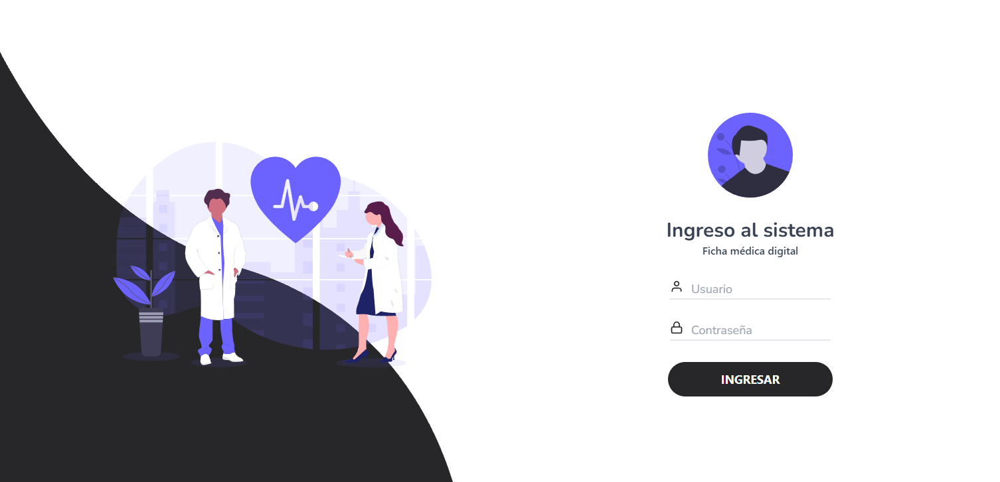 Ingreso al sistema
Ficha médica digital
Usuario
Contraseña
INGRESAR